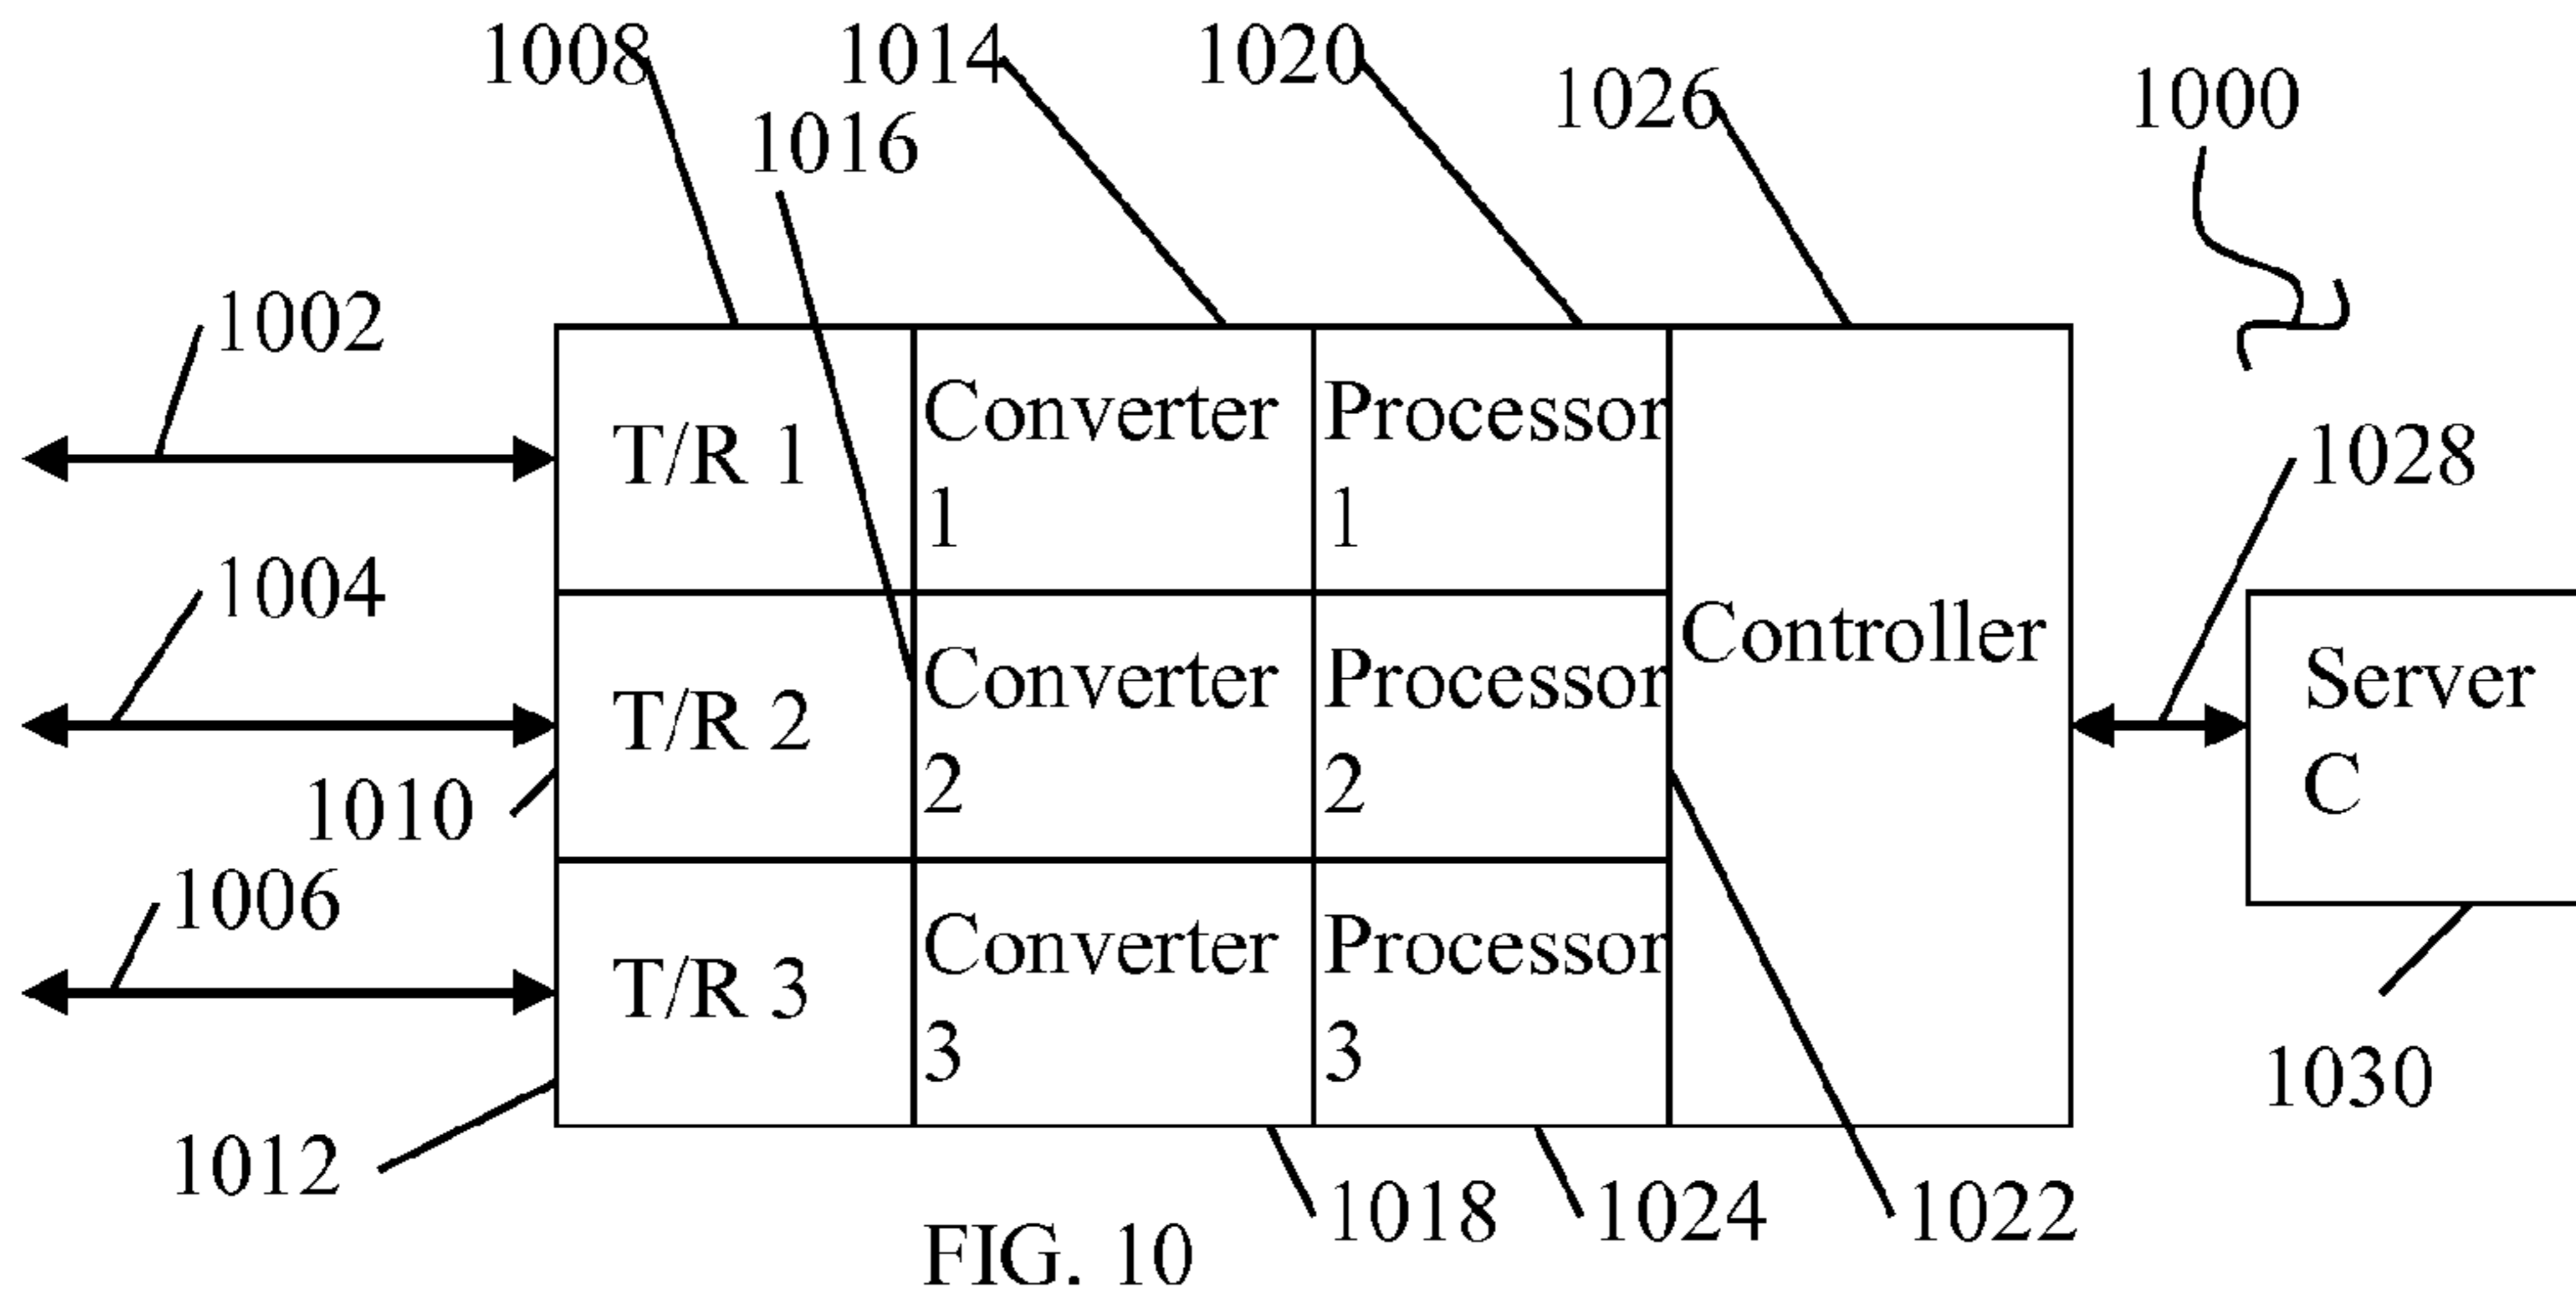 1008
1014
1020
1026
1000
1016
1002
1028
T/R 1
Converter
1
Processor
1
1004
Controller
T/R 2
Converter
2
Processor
2
Server
C
1010
1006
T/R 3
Converter
3
Processor
3
1030
1012
1018
1024
1022
FIG. 10